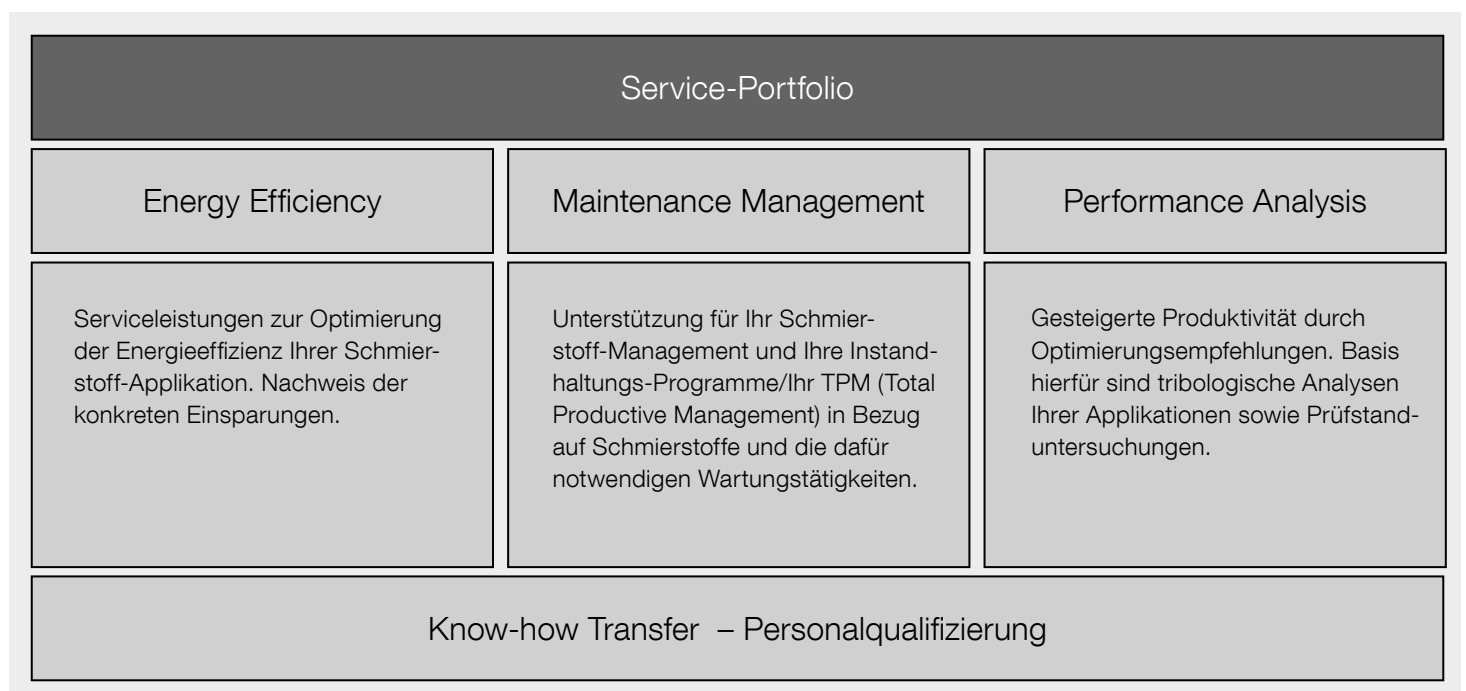 Service-Portfolio
Energy Efficiency
Maintenance Management
Performance Analysis
Serviceleistungen zur Optimierung
der Energieeffizienz Ihrer Schmier-
stoff-Applikation. Nachweis der
konkreten Einsparungen.
Unterstützung für Ihr Schmier-
stoff-Management und Ihre Instand-
haltungs-Programme/Ihr TPM (Total
Productive Management) in Bezug
auf Schmierstoffe und die dafür
notwendigen Wartungstätigkeiten.
Gesteigerte Produktivität durch
Optimierungsempfehlungen. Basis
hierfür sind tribologische Analysen
Ihrer Applikationen sowie Prüfstand-
untersuchungen.
Know-how Transfer – Personalqualifizierung